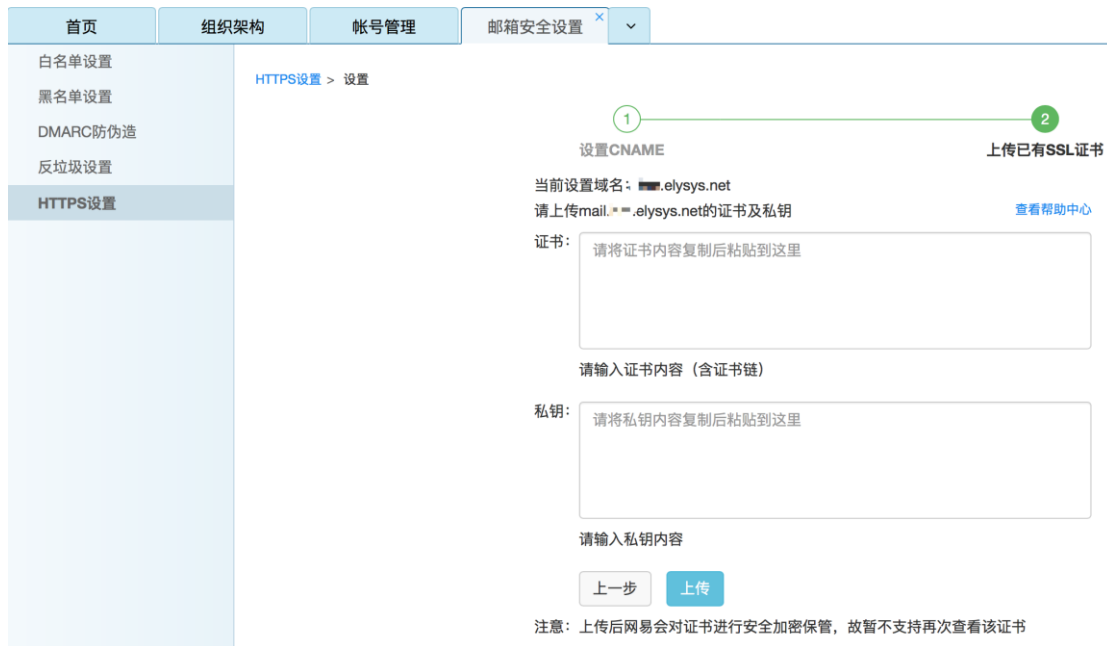 首页 组织架构 帐号管理 邮箱安全设置
白名单设置
黑名单设置
DMARC防伪造
反垃圾设置
HTTPS设置
HTTPS设置 > 设置
1 2
设置CNAME 上传已有SSL证书
当前设置域名: .elysys.net
请上传mail. .elysys.net的证书及私钥 查看帮助中心
证书: 请将证书内容复制后粘贴到这里
请输入证书内容（含证书链）
私钥: 请将私钥内容复制后粘贴到这里
请输入私钥内容
上一步 上传
注意: 上传后网易会对证书进行安全加密保管，故暂不支持再次查看该证书